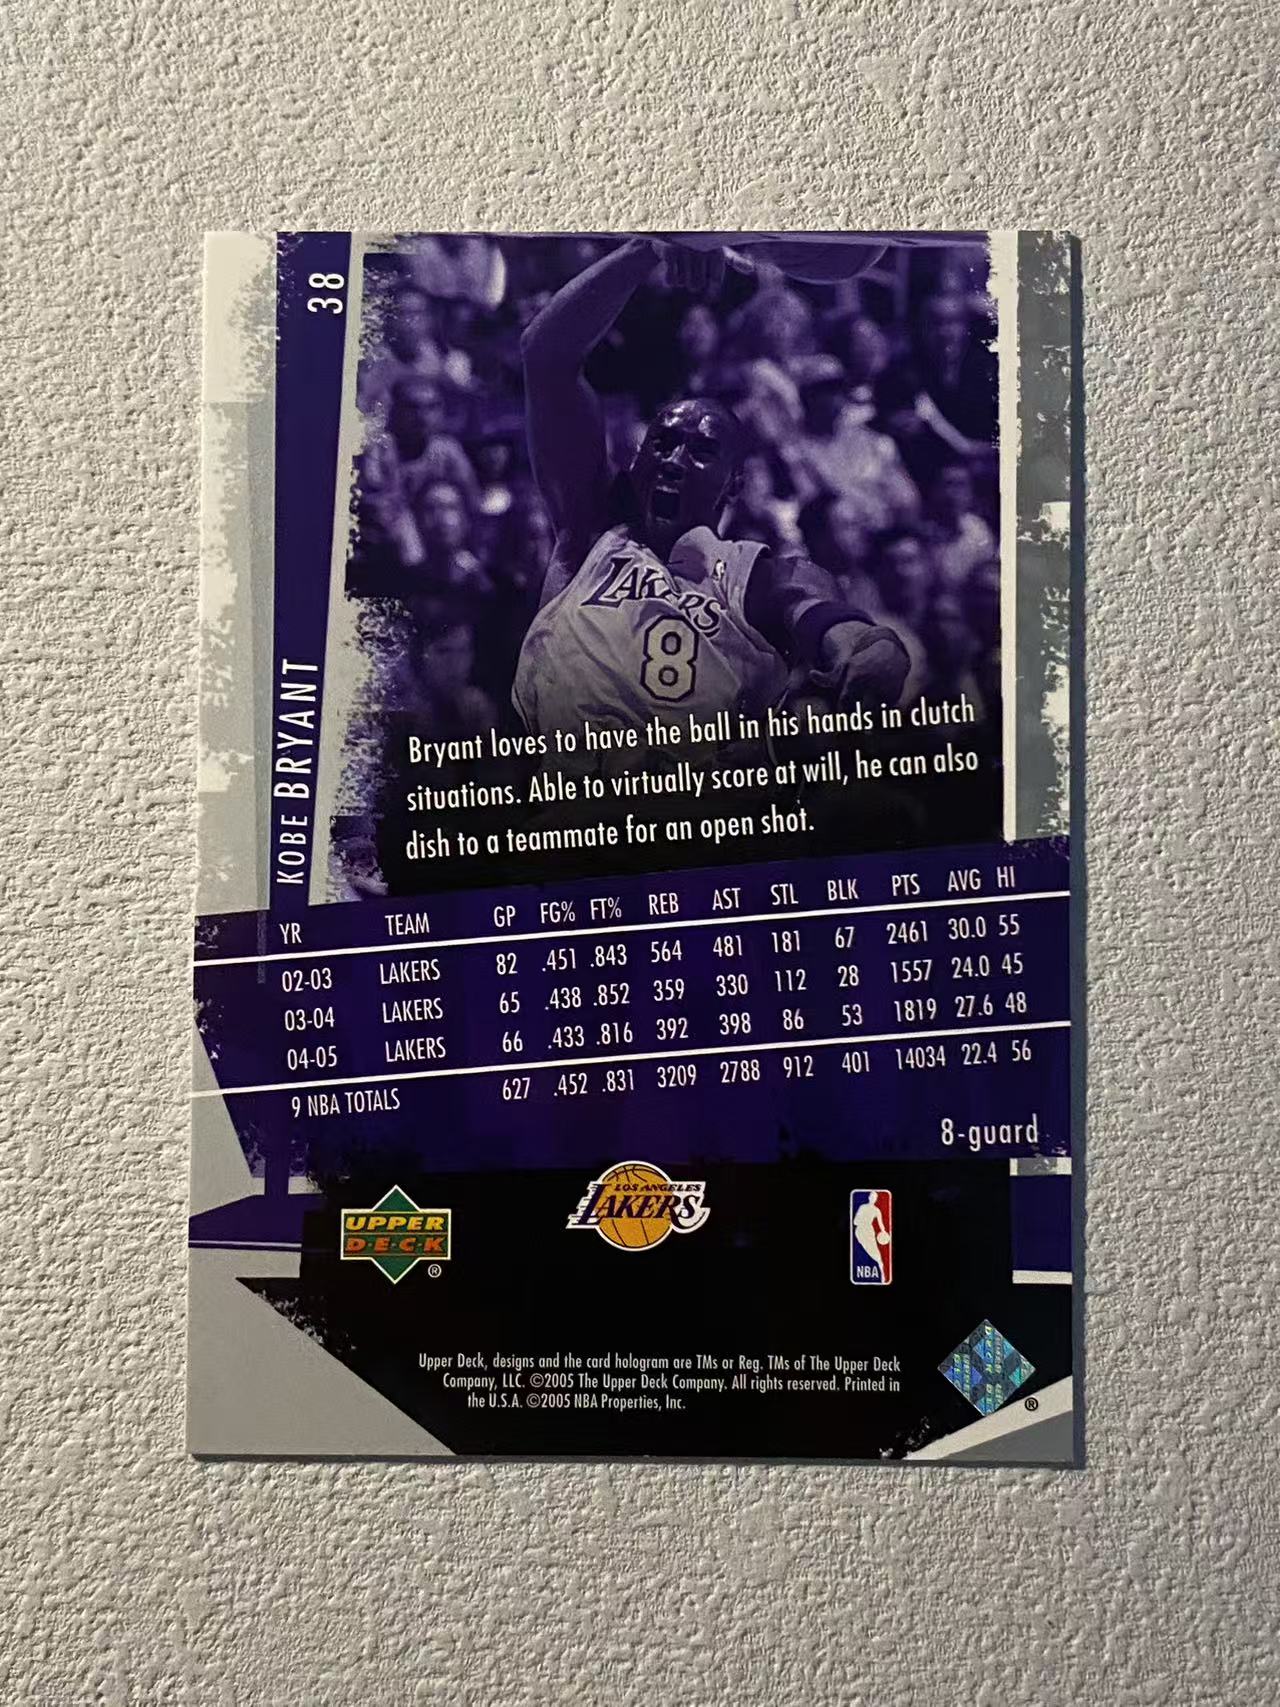 38
KOBE BRYANT
LAKERS
8
Bryant loves to have the ball in his hands in clutch
situations. Able to virtually score at will, he can also
dish to a teammate for an open shot.
YR TEAM GP FG% FT% REB AST STL BLK PTS AVG HI
02-03 LAKERS 82 .451 .843 564 481 181 67 2461 30.0 55
03-04 LAKERS 65 .438 .852 359 330 112 28 1557 24.0 45
04-05 LAKERS 66 .433 .816 392 398 86 53 1819 27.6 48
9 NBA TOTALS 627 .452 .831 3209 2788 912 401 14034 22.4 56
8-guard
UPPER
D·E·C·K
®
LOS ANGELES
LAKERS
NBA
Upper Deck, designs and the card hologram are TMs or Reg. TMs of The Upper Deck
Company, LLC. ©2005 The Upper Deck Company. All rights reserved. Printed in
the U.S.A. ©2005 NBA Properties, Inc.
®